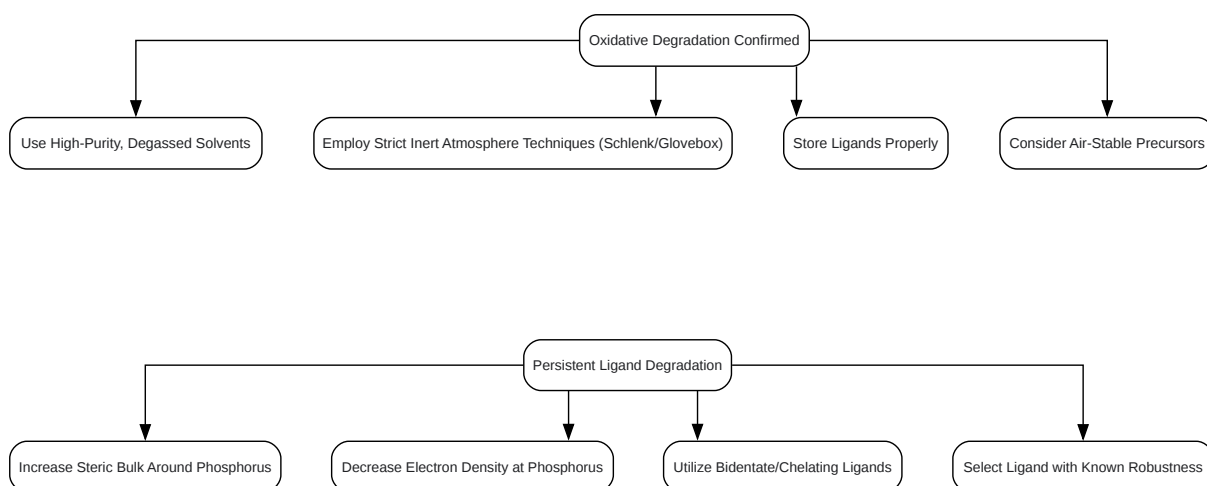 Oxidative Degradation Confirmed
Use High-Purity, Degassed Solvents
Employ Strict Inert Atmosphere Techniques (Schlenk/Glovebox)
Store Ligands Properly
Consider Air-Stable Precursors
Persistent Ligand Degradation
Increase Steric Bulk Around Phosphorus
Decrease Electron Density at Phosphorus
Utilize Bidentate/Chelating Ligands
Select Ligand with Known Robustness